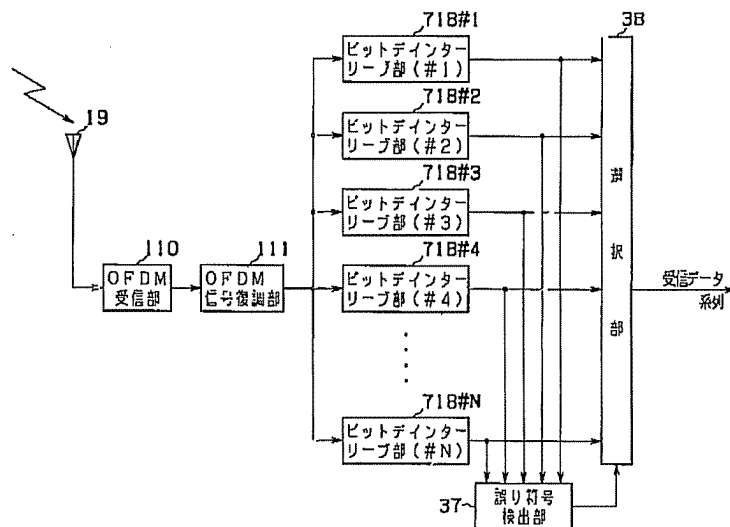 718#1
ビットデインター
リーブ部(#1)
38
718#2
ビットデインター
リーブ部(#2)
19
718#3
ビットデインター
リーブ部(#3)
選
択
部
110
OFDM
受信部
111
OFDM
信号復調部
718#4
ビットデインター
リーブ部(#4)
受信データ
系列
718#N
ビットデインター
リーブ部(#N)
37
誤り符号
検出部